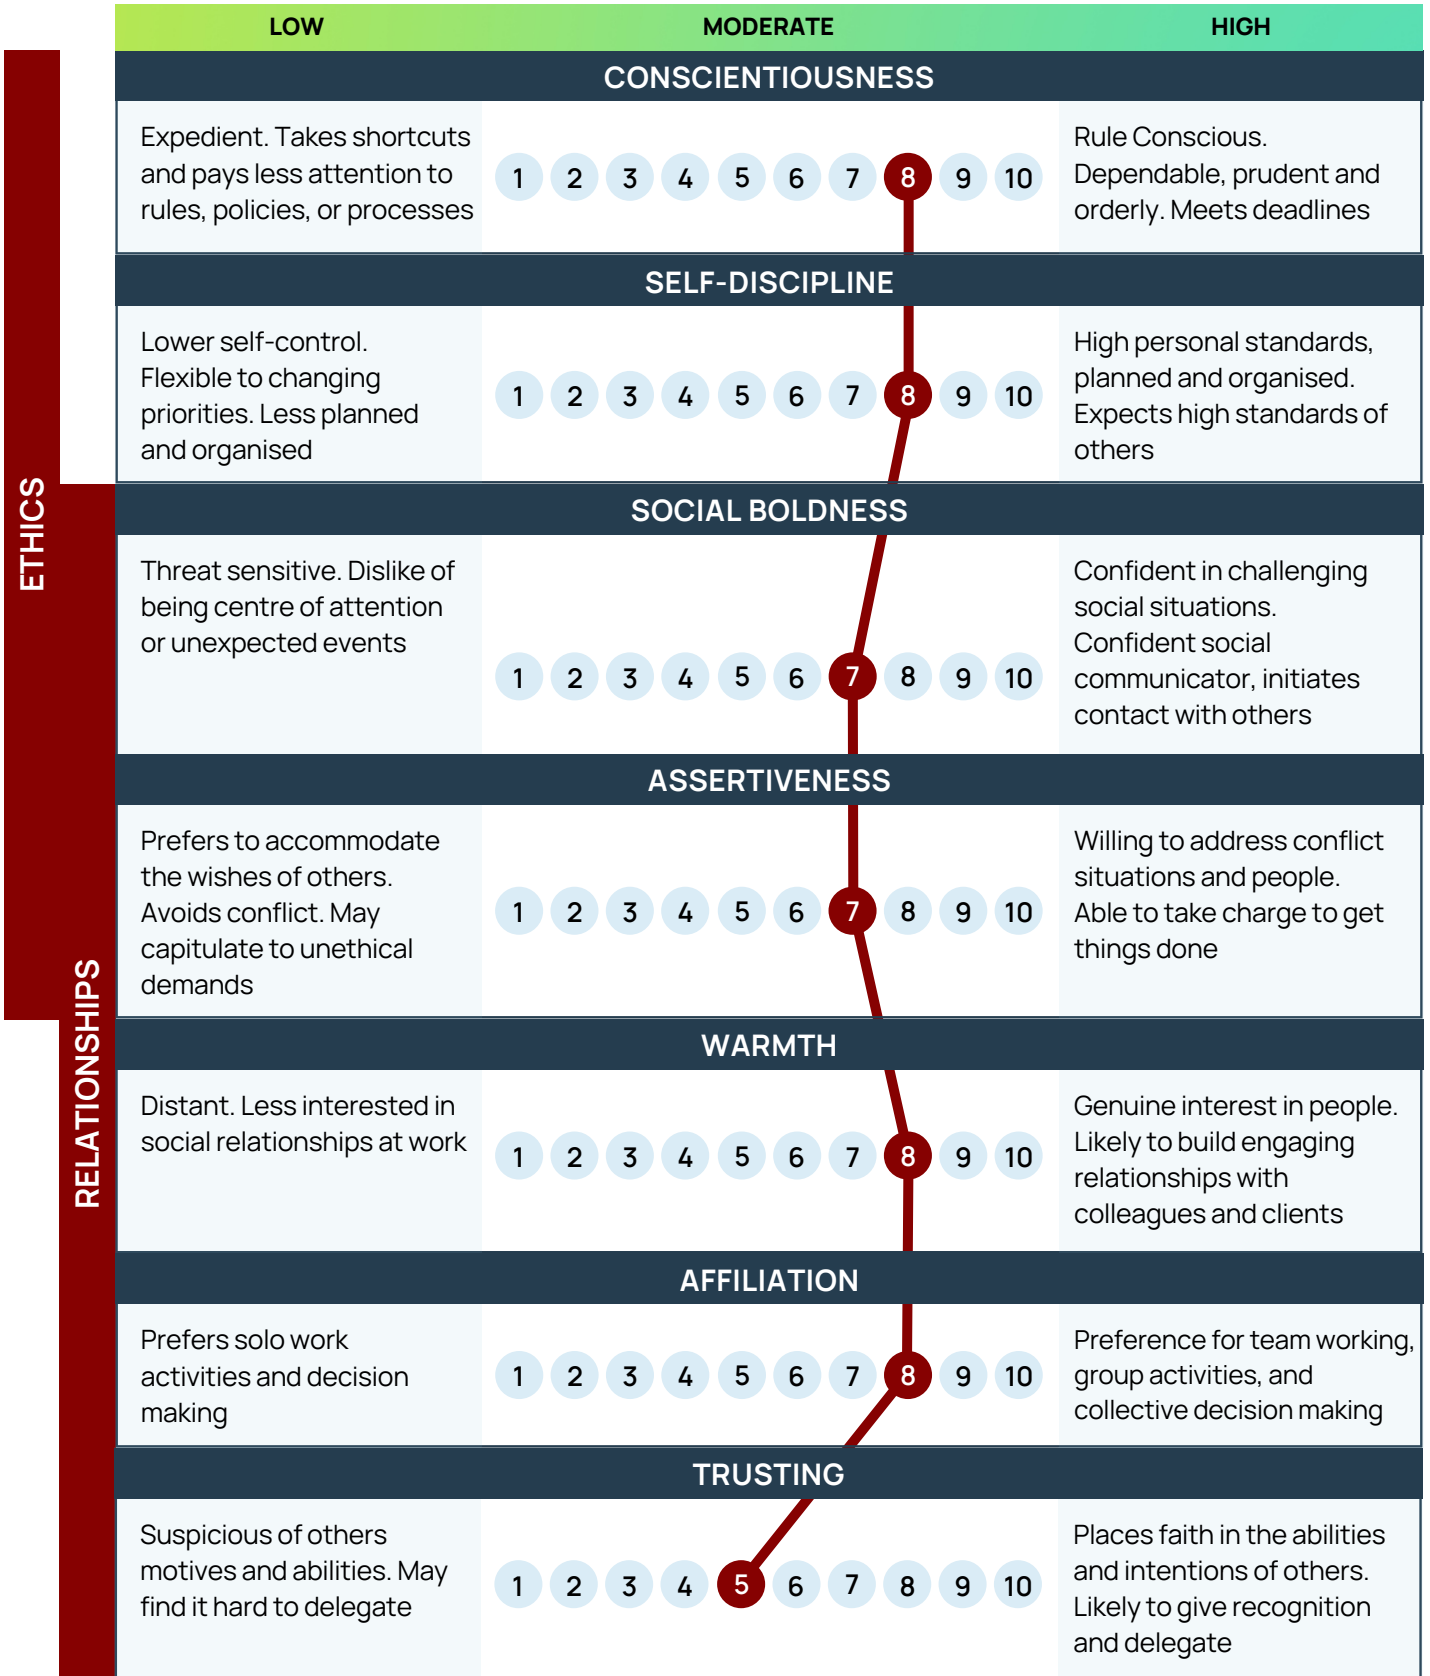 LOW MODERATE HIGH
ETHICS
RELATIONSHIPS
CONSCIENTIOUSNESS
Expedient. Takes shortcuts
and pays less attention to
rules, policies, or processes
1 2 3 4 5 6 7 8 9 10
Rule Conscious.
Dependable, prudent and
orderly. Meets deadlines
SELF-DISCIPLINE
Lower self-control.
Flexible to changing
priorities. Less planned
and organised
1 2 3 4 5 6 7 8 9 10
High personal standards,
planned and organised.
Expects high standards of
others
SOCIAL BOLDNESS
Threat sensitive. Dislike of
being centre of attention
or unexpected events
1 2 3 4 5 6 7 8 9 10
Confident in challenging
social situations.
Confident social
communicator, initiates
contact with others
ASSERTIVENESS
Prefers to accommodate
the wishes of others.
Avoids conflict. May
capitulate to unethical
demands
1 2 3 4 5 6 7 8 9 10
Willing to address conflict
situations and people.
Able to take charge to get
things done
WARMTH
Distant. Less interested in
social relationships at work
1 2 3 4 5 6 7 8 9 10
Genuine interest in people.
Likely to build engaging
relationships with
colleagues and clients
AFFILIATION
Prefers solo work
activities and decision
making
1 2 3 4 5 6 7 8 9 10
Preference for team working,
group activities, and
collective decision making
TRUSTING
Suspicious of others
motives and abilities. May
find it hard to delegate
1 2 3 4 5 6 7 8 9 10
Places faith in the abilities
and intentions of others.
Likely to give recognition
and delegate